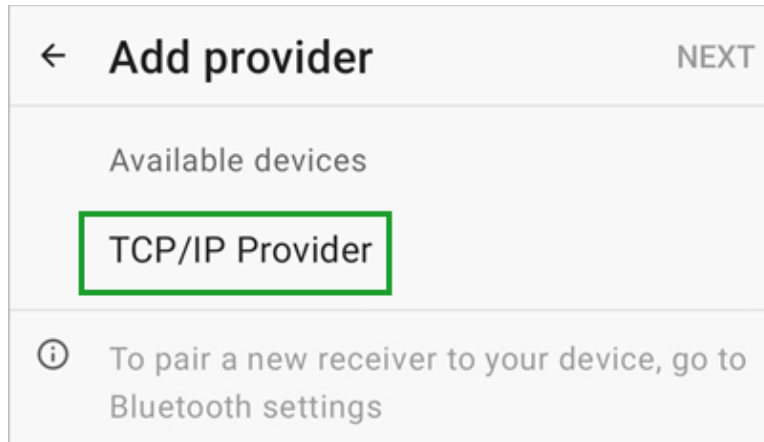 Add provider
NEXT
Available devices
TCP/IP Provider
To pair a new receiver to your device, go to
Bluetooth settings